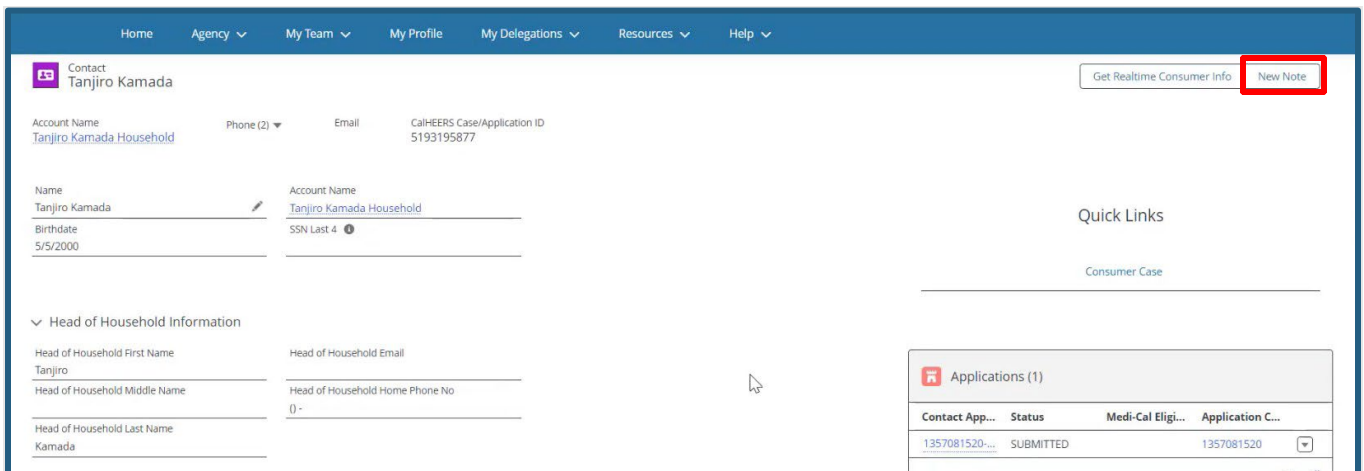 Home Agency My Team My Profile My Delegations Resources Help
Contact
Tanjiro Kamada
Get Realtime Consumer Info New Note
Account Name Phone (2) Email CalHEERS Case/Application ID
Tanjiro Kamada Household 5193195877
Name Account Name
Tanjiro Kamada Tanjiro Kamada Household
Birthdate SSN Last 4
5/5/2000
Quick Links
Consumer Case
Head of Household Information
Head of Household First Name Head of Household Email
Tanjiro
Head of Household Middle Name Head of Household Home Phone No
() -
Head of Household Last Name
Kamada
Applications (1)
Contact App... Status Medi-Cal Eligi... Application C...
1357081520-... SUBMITTED 1357081520